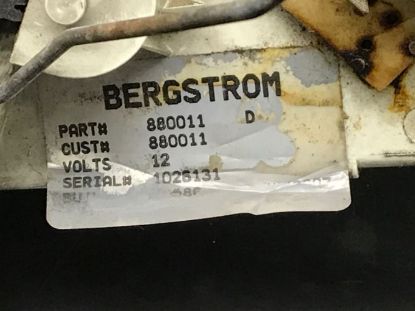 BERGSTROM
PART# 880011 D
CUST# 880011
VOLTS 12
SERIAL# 1026131